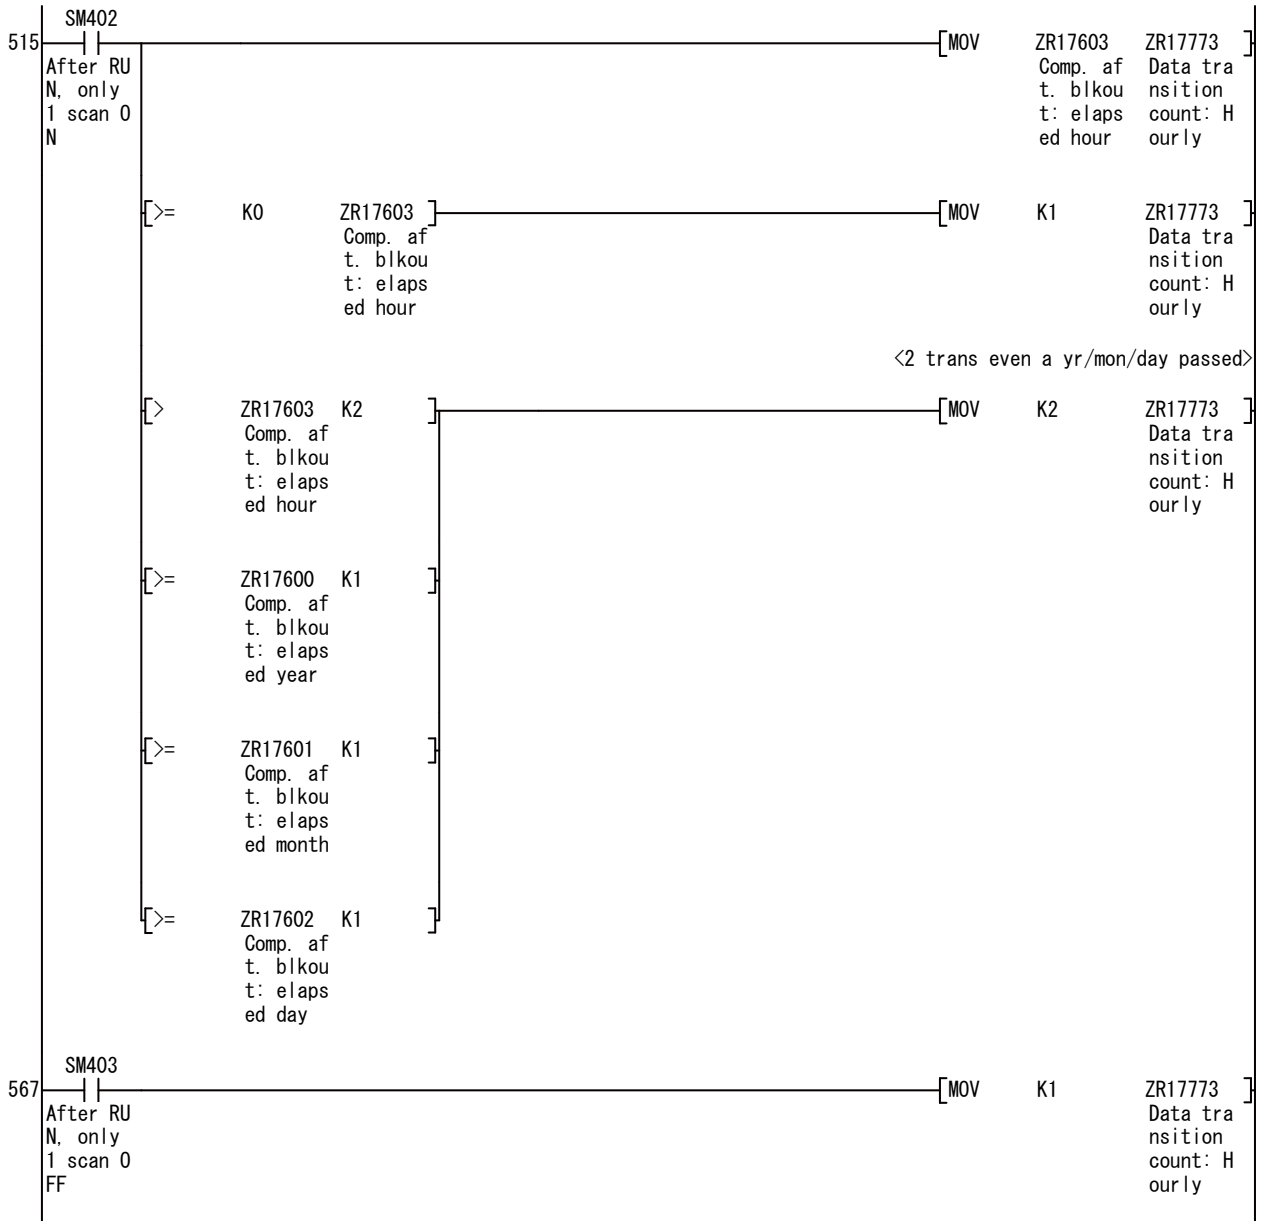 SM402
515 [MOV ZR17603 ZR17773 ]
After RU
N, only
1 scan O
N
Comp. af
t. blkou
t: elaps
ed hour
Data tra
nsition
count: H
ourly
[>= K0 ZR17603 ] [MOV K1 ZR17773 ]
Comp. af
t. blkou
t: elaps
ed hour
Data tra
nsition
count: H
ourly
<2 trans even a yr/mon/day passed>
[> ZR17603 K2 ] [MOV K2 ZR17773 ]
Comp. af
t. blkou
t: elaps
ed hour
Data tra
nsition
count: H
ourly
[>= ZR17600 K1 ]
Comp. af
t. blkou
t: elaps
ed year
[>= ZR17601 K1 ]
Comp. af
t. blkou
t: elaps
ed month
[>= ZR17602 K1 ]
Comp. af
t. blkou
t: elaps
ed day
SM403
567 [MOV K1 ZR17773 ]
After RU
N, only
1 scan O
FF
Data tra
nsition
count: H
ourly